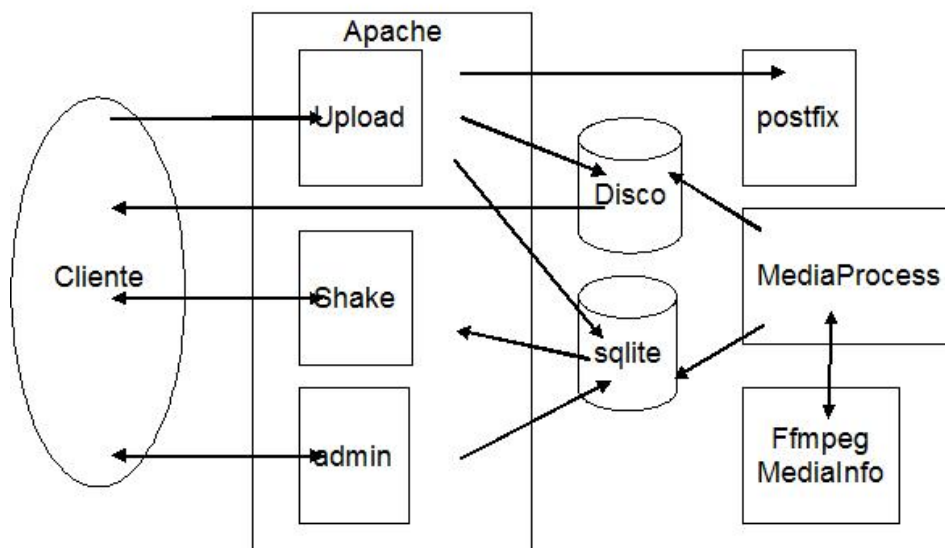 Apache
Upload
postfix
Disco
Cliente
MediaProcess
Shake
sqlite
admin
Ffmpeg
MediaInfo